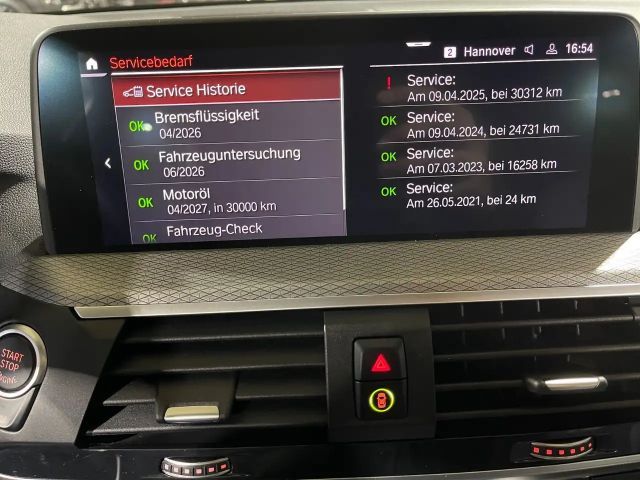 Servicebedarf
2 Hannover 16:54
Service Historie
OK Bremsflüssigkeit
04/2026
OK Fahrzeuguntersuchung
06/2026
OK Motoröl
04/2027, in 30000 km
OK Fahrzeug-Check
! Service:
Am 09.04.2025, bei 30312 km
OK Service:
Am 09.04.2024, bei 24731 km
OK Service:
Am 07.03.2023, bei 16258 km
OK Service:
Am 26.05.2021, bei 24 km
START
STOP